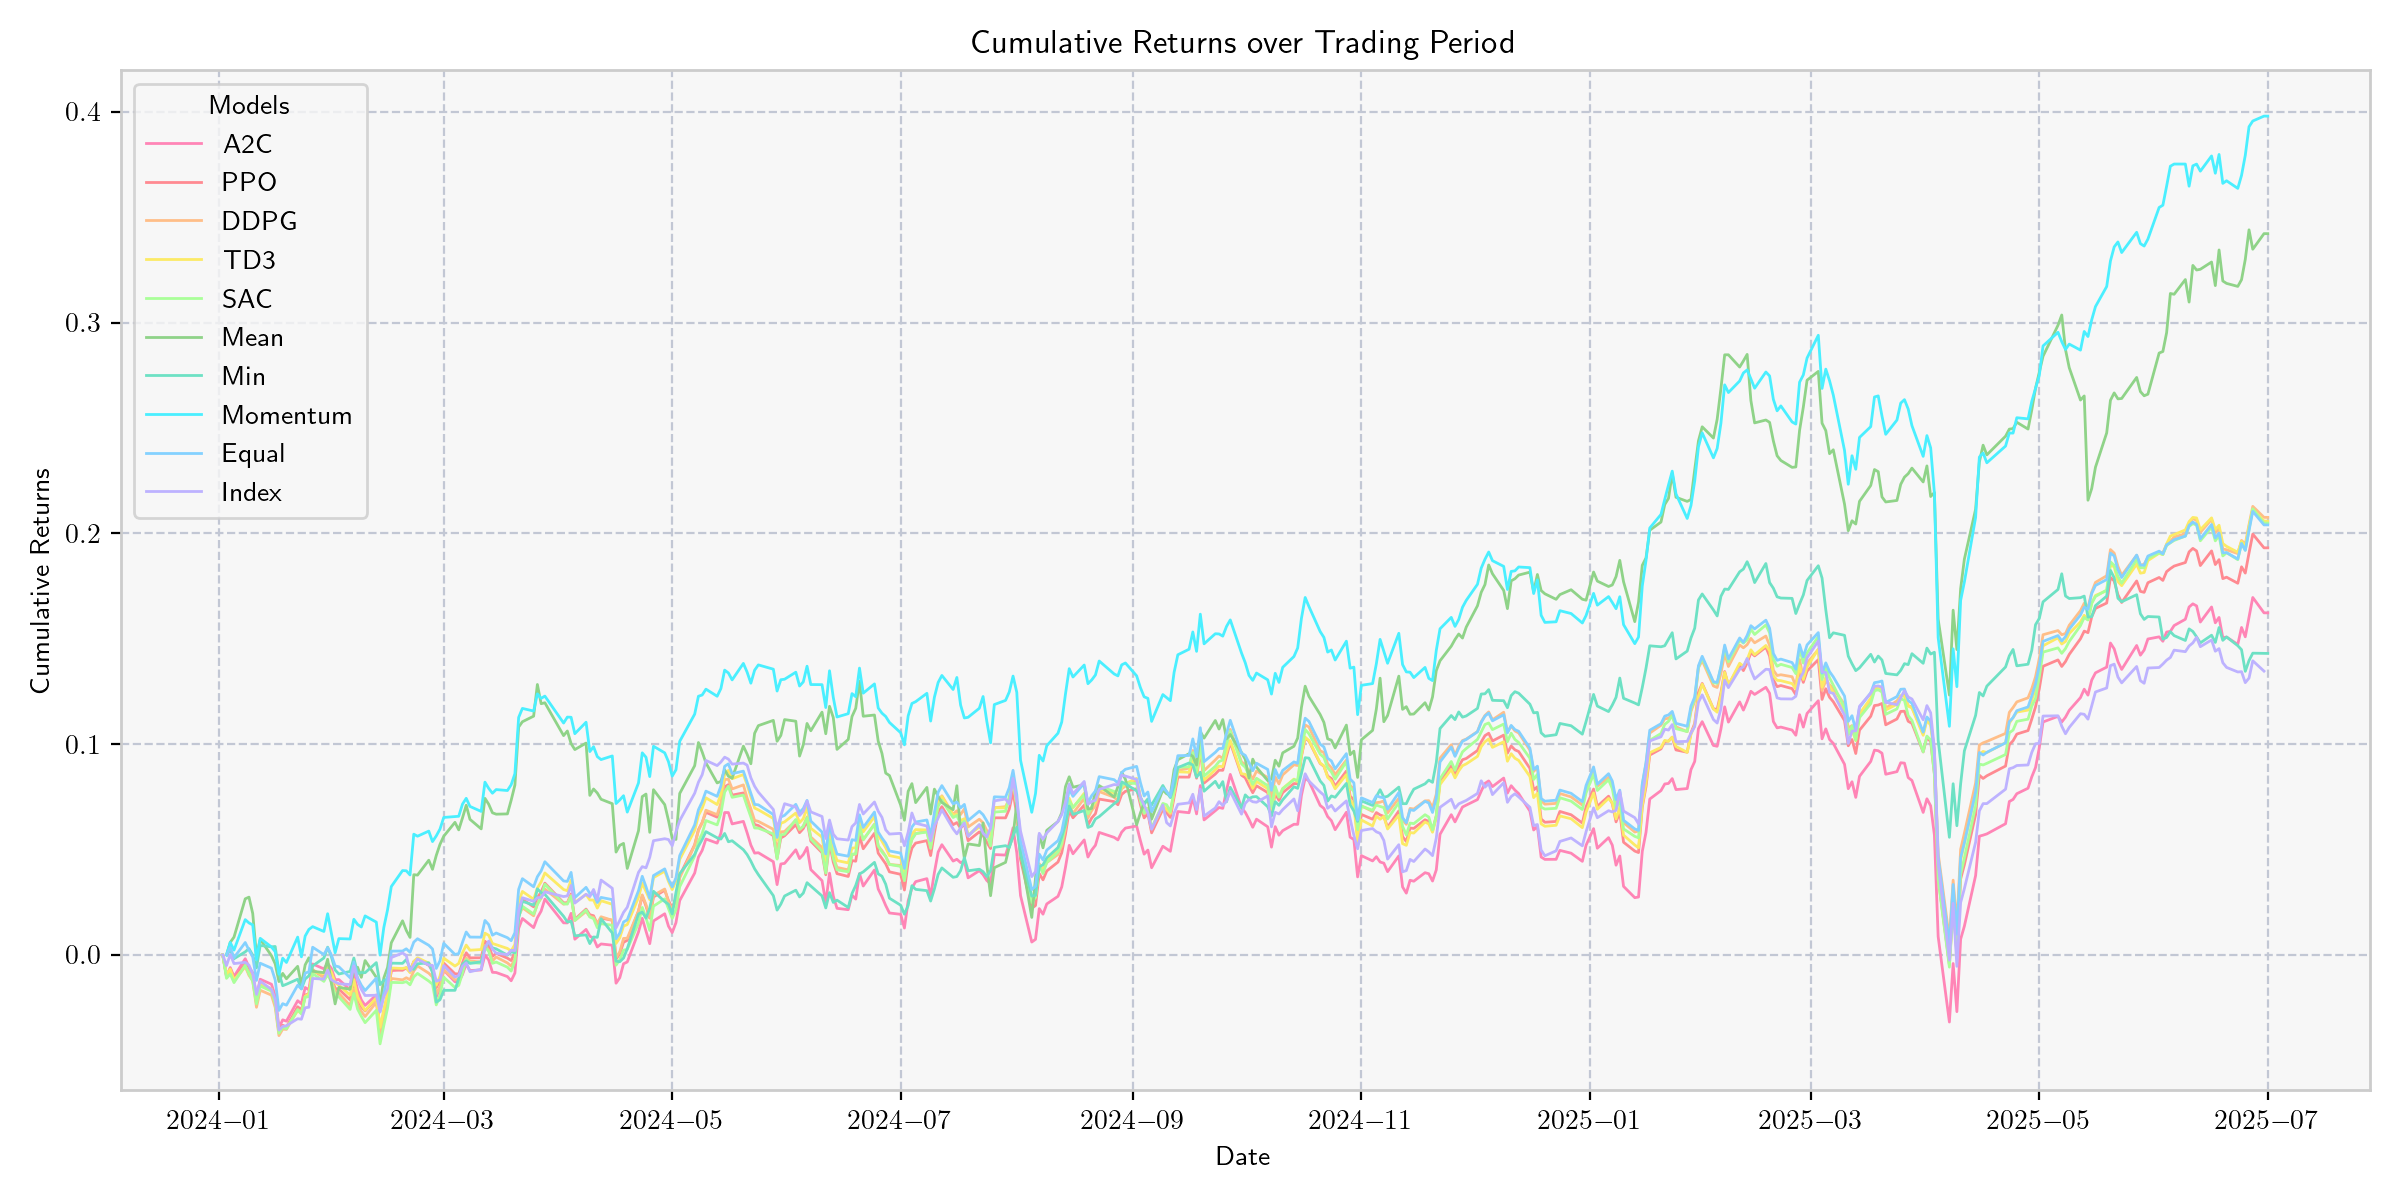 Cumulative Returns over Trading Period
Models
A2C
PPO
DDPG
TD3
SAC
Mean
Min
Momentum
Equal
Index
Cumulative Returns
0.4
0.3
0.2
0.1
0.0
2024−01
2024−03
2024−05
2024−07
2024−09
2024−11
2025−01
2025−03
2025−05
2025−07
Date